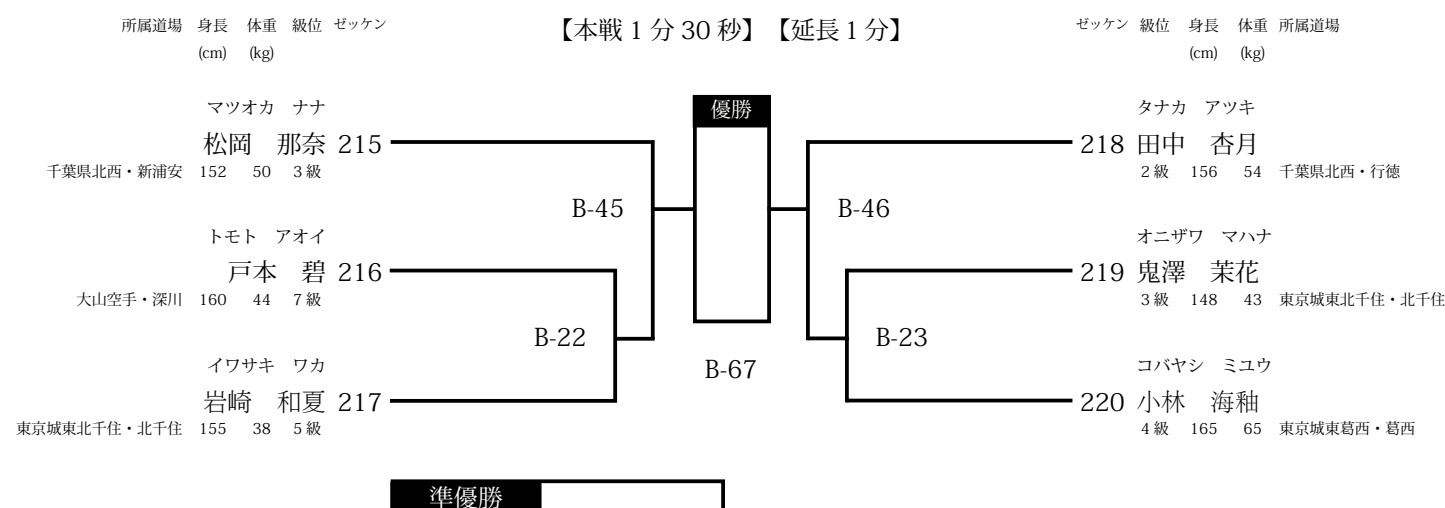 所属道場 身長 体重 級位 ゼッケン 【本戦 1 分 30 秒】【延長 1 分】 ゼッケン 級位 身長 体重 所属道場
(cm) (kg) (cm) (kg)
マツオカ ナナ
松岡 那奈 215
千葉県北西・新浦安 152 50 3 級
トモト アオイ
戸本 碧 216
大山空手・深川 160 44 7 級
イワサキ ワカ
岩崎 和夏 217
東京城東北千住・北千住 155 38 5 級
B-45
B-22
優勝
B-67
B-46
B-23
タナカ アツキ
218 田中 杏月
2 級 156 54 千葉県北西・行徳
オニザワ マハナ
219 鬼澤 茉花
3 級 148 43 東京城東北千住・北千住
コバヤシ ミユウ
220 小林 海釉
4 級 165 65 東京城東葛西・葛西
準優勝